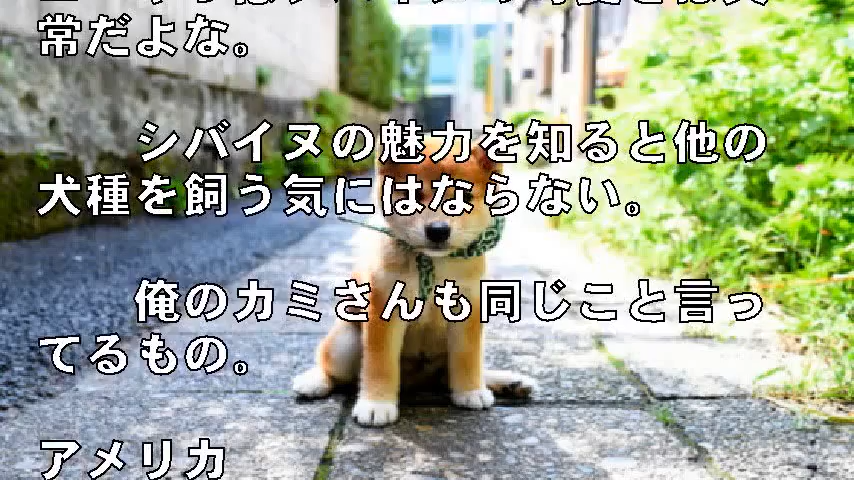 常だよな。
シバイヌの魅力を知ると他の
犬種を飼う気にはならない。
俺のカミさんも同じこと言っ
てるもの。
アメリカ